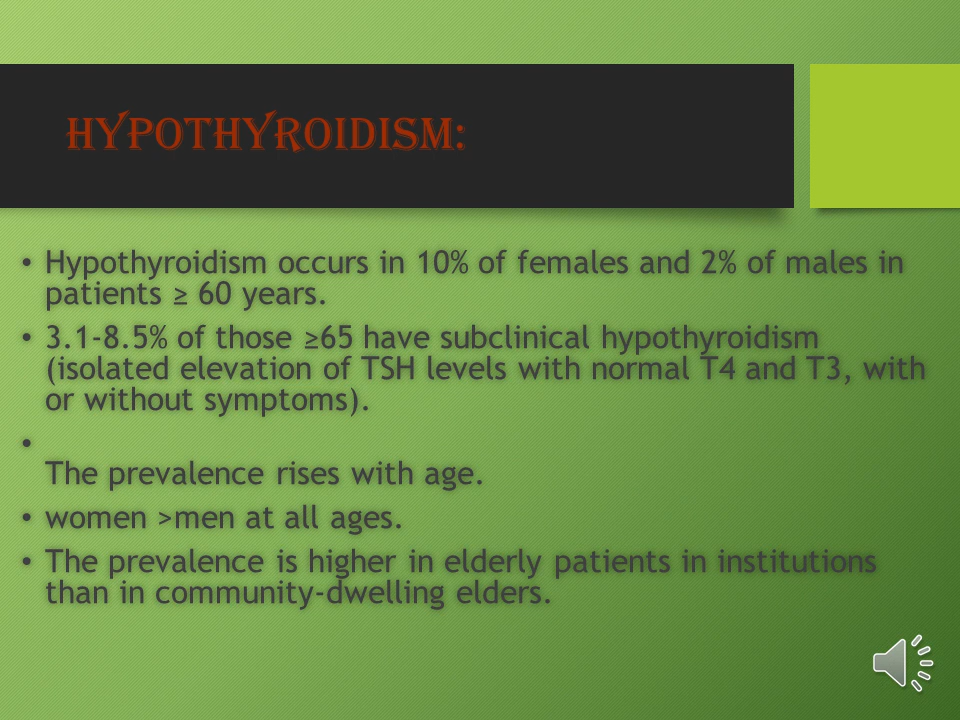 HYPOTHYROIDISM:
• Hypothyroidism occurs in 10% of females and 2% of males in
patients ≥ 60 years.
• 3.1-8.5% of those ≥65 have subclinical hypothyroidism
(isolated elevation of TSH levels with normal T4 and T3, with
or without symptoms).
•
The prevalence rises with age.
• women >men at all ages.
• The prevalence is higher in elderly patients in institutions
than in community-dwelling elders.